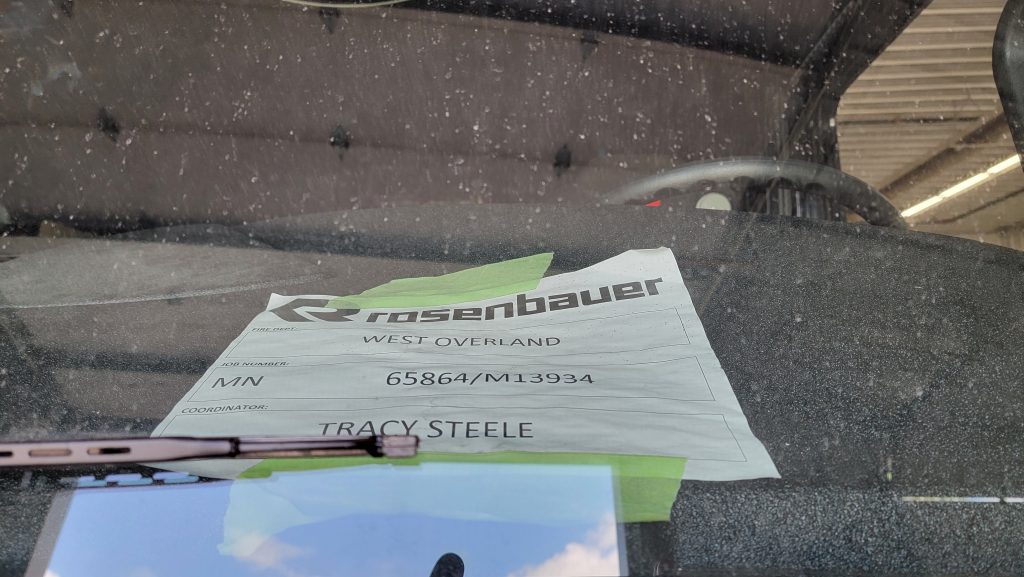 rosenbauer
FIRE DEPT:
WEST OVERLAND
JOB NUMBER:
MN 65864/M13934
COORDINATOR:
TRACY STEELE